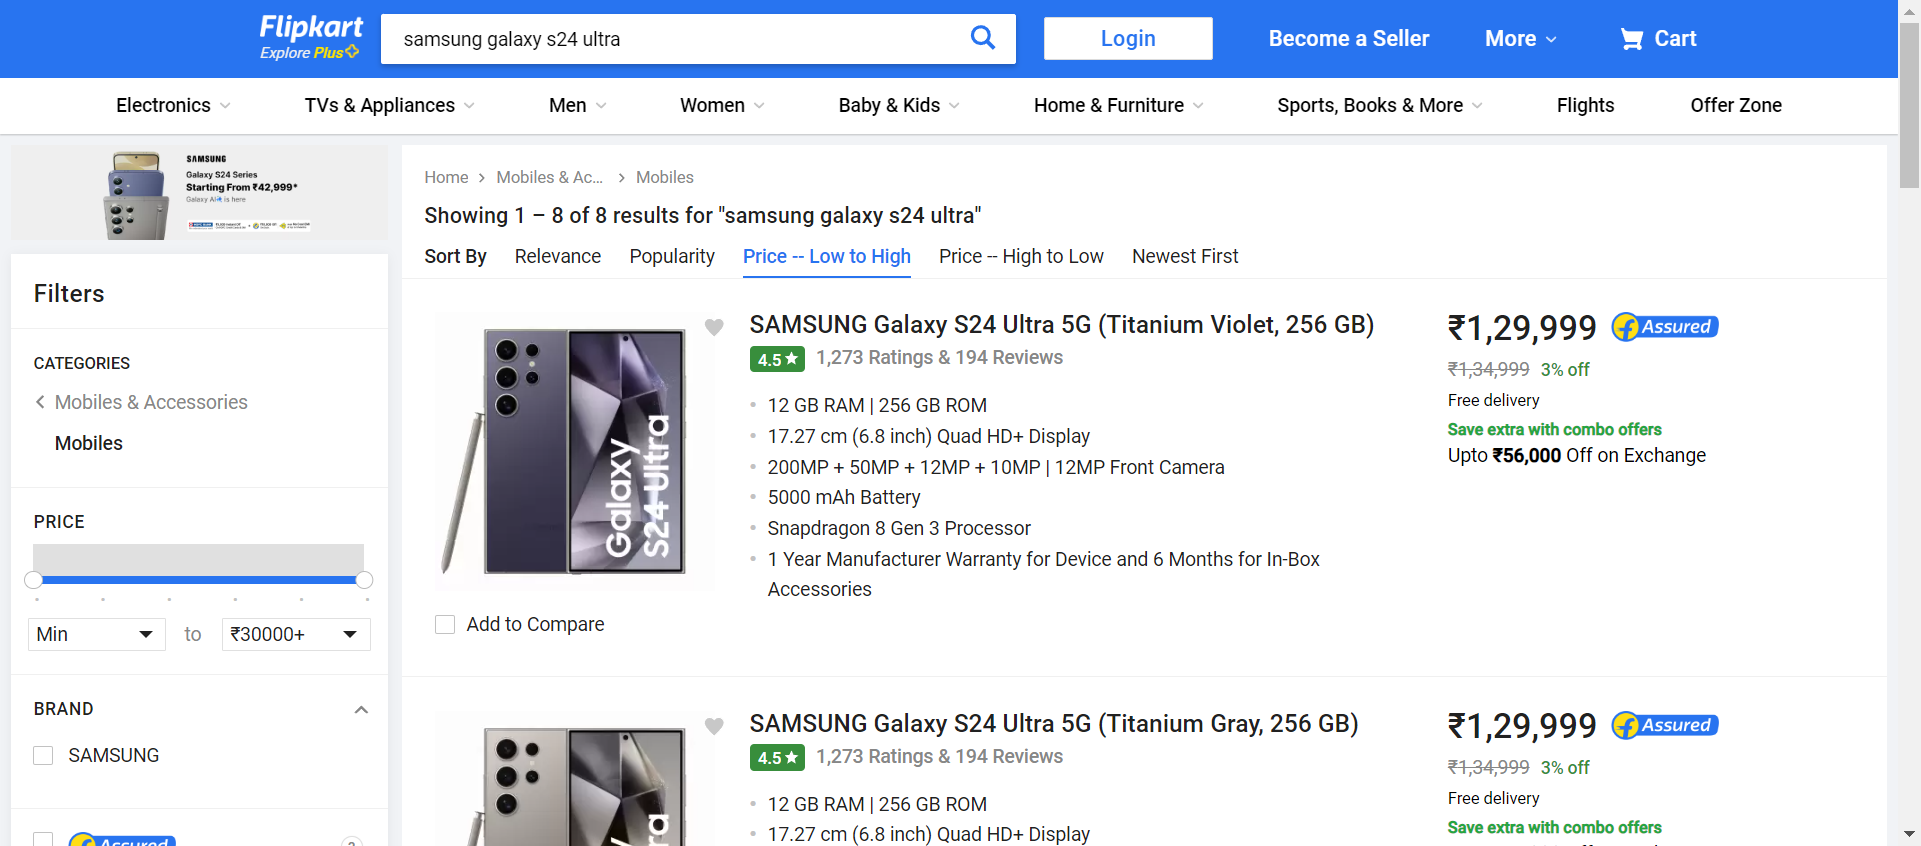 Flipkart
Explore Plus
samsung galaxy s24 ultra
Login
Become a Seller
More
Cart
Electronics
TVs & Appliances
Men
Women
Baby & Kids
Home & Furniture
Sports, Books & More
Flights
Offer Zone
SAMSUNG
Galaxy S24 Series
Starting From ₹42,999*
Galaxy AI is here
Filters
CATEGORIES
Mobiles & Accessories
Mobiles
PRICE
Min
to
₹30000+
BRAND
SAMSUNG
Assured
?
Home
Mobiles & Ac...
Mobiles
Showing 1 – 8 of 8 results for "samsung galaxy s24 ultra"
Sort By
Relevance
Popularity
Price -- Low to High
Price -- High to Low
Newest First
Galaxy
S24 Ultra
Add to Compare
SAMSUNG Galaxy S24 Ultra 5G (Titanium Violet, 256 GB)
4.5★ 1,273 Ratings & 194 Reviews
12 GB RAM | 256 GB ROM
17.27 cm (6.8 inch) Quad HD+ Display
200MP + 50MP + 12MP + 10MP | 12MP Front Camera
5000 mAh Battery
Snapdragon 8 Gen 3 Processor
1 Year Manufacturer Warranty for Device and 6 Months for In-Box
Accessories
₹1,29,999
Assured
₹1,34,999 3% off
Free delivery
Save extra with combo offers
Upto ₹56,000 Off on Exchange
SAMSUNG Galaxy S24 Ultra 5G (Titanium Gray, 256 GB)
4.5★ 1,273 Ratings & 194 Reviews
12 GB RAM | 256 GB ROM
17.27 cm (6.8 inch) Quad HD+ Display
₹1,29,999
Assured
₹1,34,999 3% off
Free delivery
Save extra with combo offers